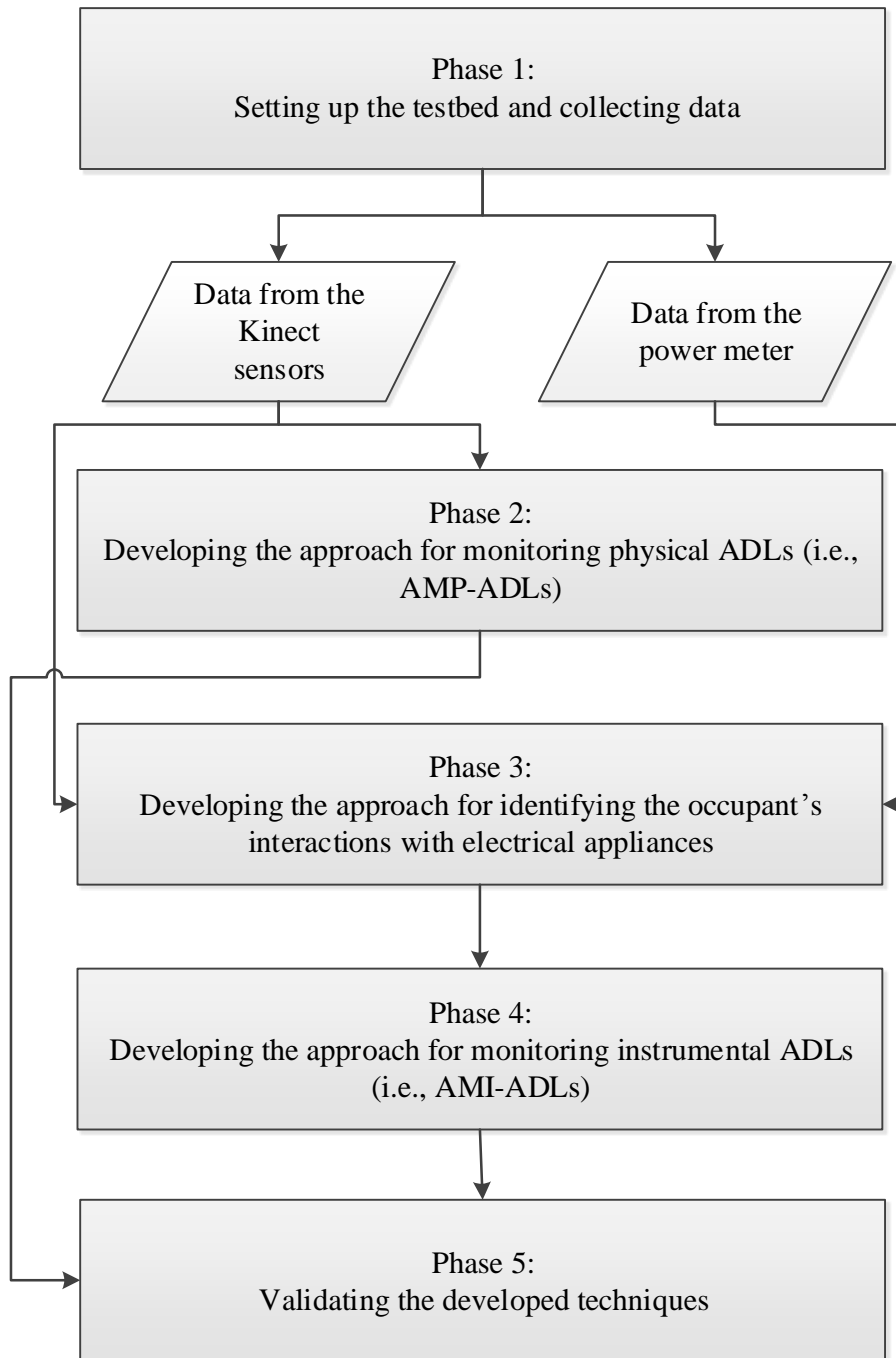 Phase 1:
Setting up the testbed and collecting data
Data from the
Kinect
sensors
Data from the
power meter
Phase 2:
Developing the approach for monitoring physical ADLs (i.e.,
AMP-ADLs)
Phase 3:
Developing the approach for identifying the occupant’s
interactions with electrical appliances
Phase 4:
Developing the approach for monitoring instrumental ADLs
(i.e., AMI-ADLs)
Phase 5:
Validating the developed techniques